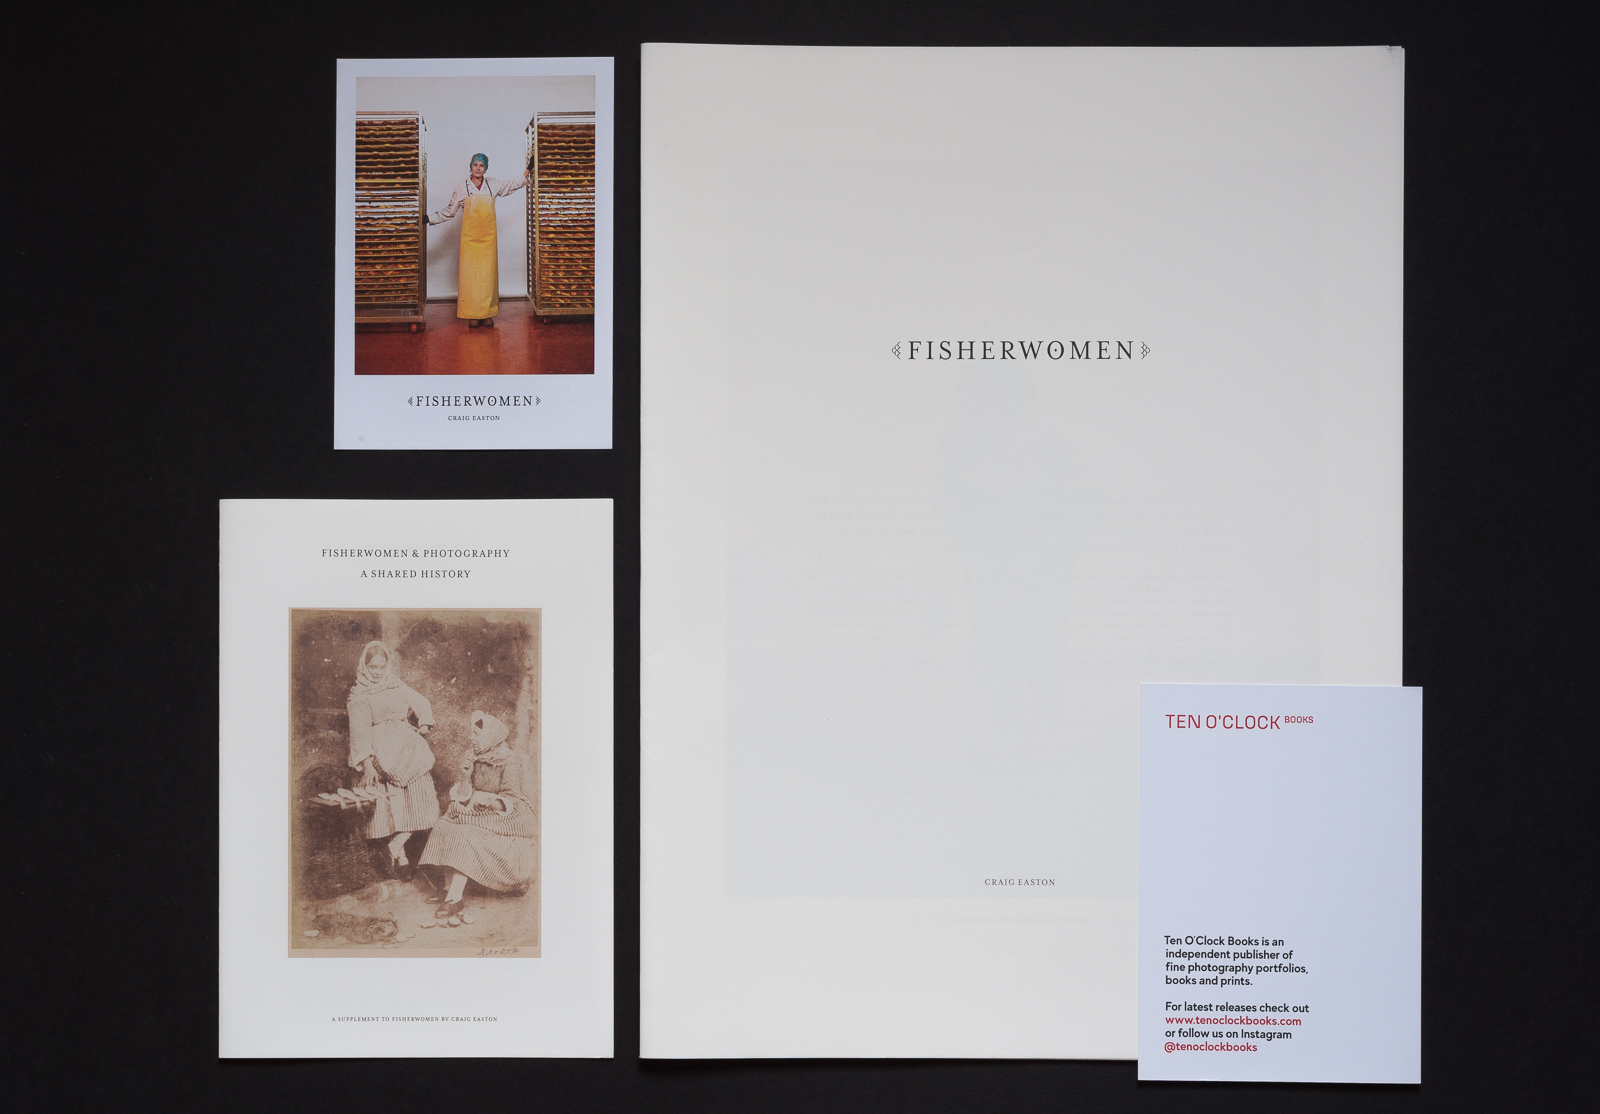 FISHERWOMEN
CRAIG EASTON
FISHERWOMEN & PHOTOGRAPHY
A SHARED HISTORY
A SUPPLEMENT TO FISHERWOMEN BY CRAIG EASTON
FISHERWOMEN
CRAIG EASTON
TEN O'CLOCK BOOKS
Ten O'Clock Books is an
independent publisher of
fine photography portfolios,
books and prints.
For latest releases check out
www.tenoclockbooks.com
or follow us on Instagram
@tenoclockbooks